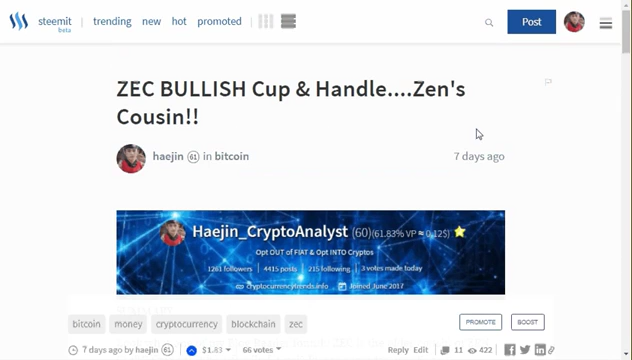 steemit beta trending new hot promoted Post
ZEC BULLISH Cup & Handle....Zen's
Cousin!!
haejin 61 in bitcoin 7 days ago
Haejin_CryptoAnalyst (60)(61.83% VP ≈ 0.12$)
Opt OUT of FIAT & Opt INTO Cryptos
1261 followers 4415 posts 215 following 3 votes made today
cryptocurrencytrends.info Joined June 2017
bitcoin money cryptocurrency blockchain zec PROMOTE BOOST
7 days ago by haejin 61 $1.83 66 votes Reply Edit 11 422